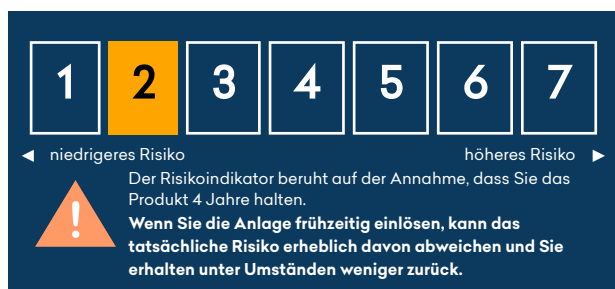 1 2 3 4 5 6 7
◄ niedrigeres Risiko höheres Risiko ►
Der Risikoindikator beruht auf der Annahme, dass Sie das
Produkt 4 Jahre halten.
Wenn Sie die Anlage frühzeitig einlösen, kann das
tatsächliche Risiko erheblich davon abweichen und Sie
erhalten unter Umständen weniger zurück.